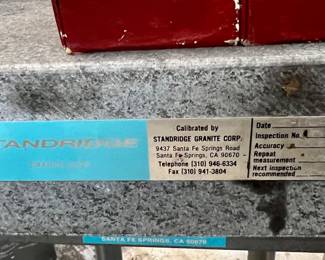 STANDRIDGE
Calibrated by
STANDRIDGE GRANITE CORP.
9437 Santa Fe Springs Road
Santa Fe Springs, CA 90670
Telephone (310) 946-6334
Fax (310) 941-3804
Date
Inspection No.
Accuracy
Repeat
measurement
Next inspection
recommended
SANTA FE SPRINGS, CA 90670